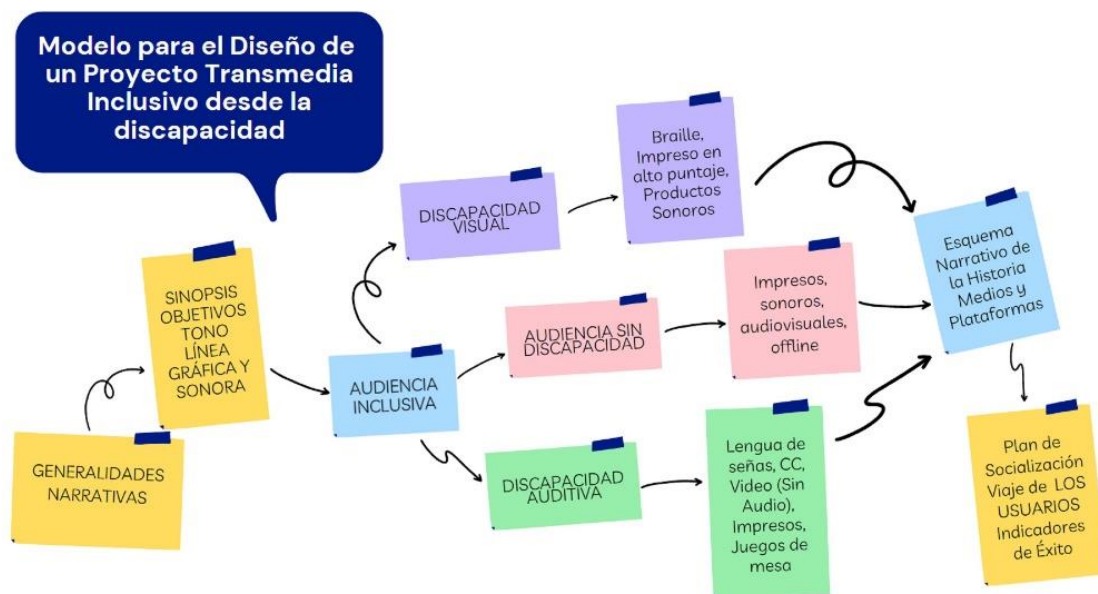 Modelo para el Diseño de
un Proyecto Transmedia
Inclusivo desde la
discapacidad
GENERALIDADES
NARRATIVAS
SINOPSIS
OBJETIVOS
TONO
LÍNEA
GRÁFICA Y
SONORA
AUDIENCIA
INCLUSIVA
DISCAPACIDAD
VISUAL
Braille,
Impreso en
alto puntaje,
Productos
Sonoros
AUDIENCIA SIN
DISCAPACIDAD
Impresos,
sonoros,
audiovisuales,
offline
DISCAPACIDAD
AUDITIVA
Lengua de
señas, CC,
Video (Sin
Audio),
Impresos,
Juegos de
mesa
Esquema
Narrativo de
la Historia
Medios y
Plataformas
Plan de
Socialización
Viaje de LOS
USUARIOS
Indicadores
de Éxito